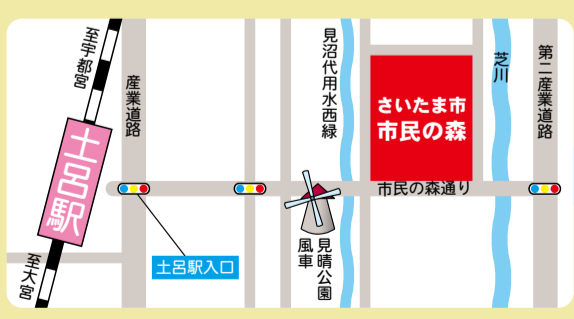 至宇都宮
産業道路
見沼代用水西緑
さいたま市
市民の森
芝川
第二産業道路
土呂駅
市民の森通り
土呂駅入口
見晴公園
風車
至大宮